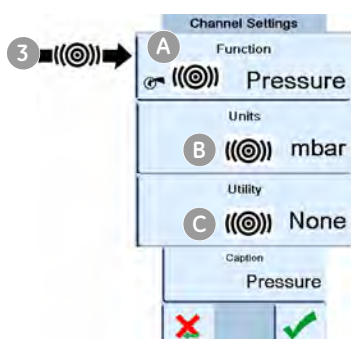 Channel Settings
3
A
Function
Pressure
Units
B
mbar
Utility
C
None
Caption
Pressure